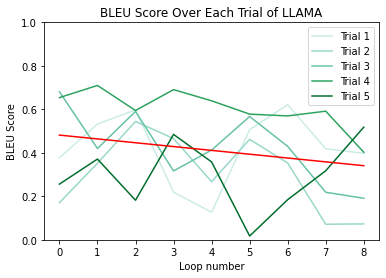 BLEU Score Over Each Trial of LLAMA
1.0
0.8
0.6
0.4
0.2
0.0
BLEU Score
Trial 1
Trial 2
Trial 3
Trial 4
Trial 5
0 1 2 3 4 5 6 7 8
Loop number